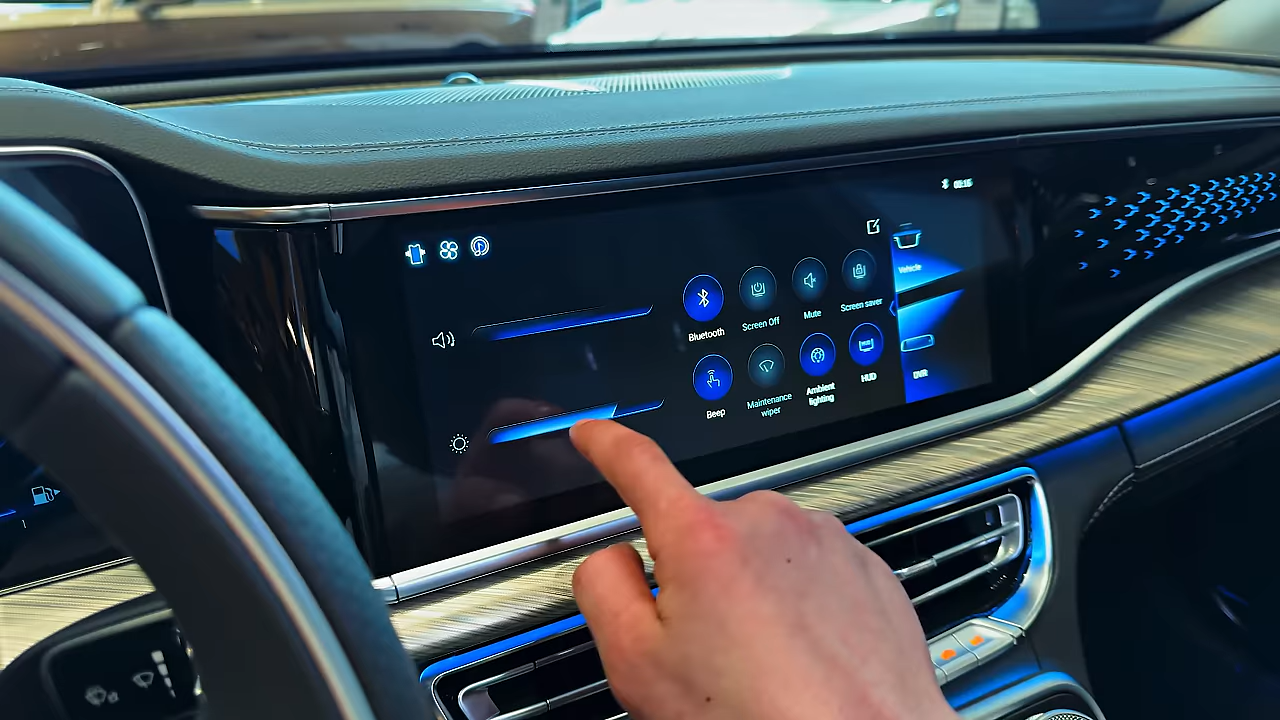 Bluetooth
Screen Off
Mute
Screen saver
Vehicle
Beep
Maintenance
wiper
Ambient
lighting
HUD
DVR